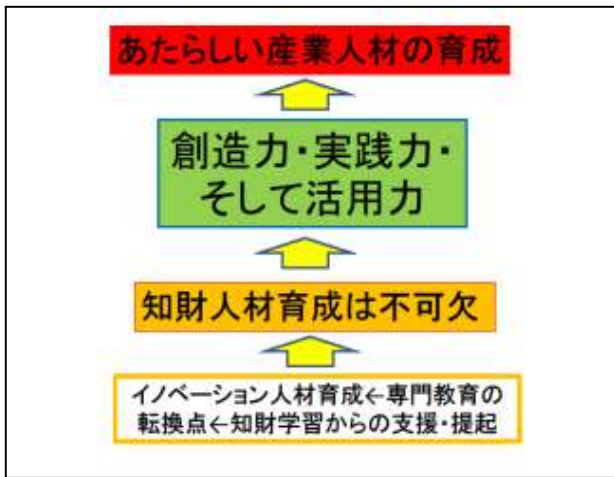 あたらしい産業人材の育成
創造力・実践力・
そして活用力
知財人材育成は不可欠
イノベーション人材育成←専門教育の
転換点←知財学習からの支援・提起